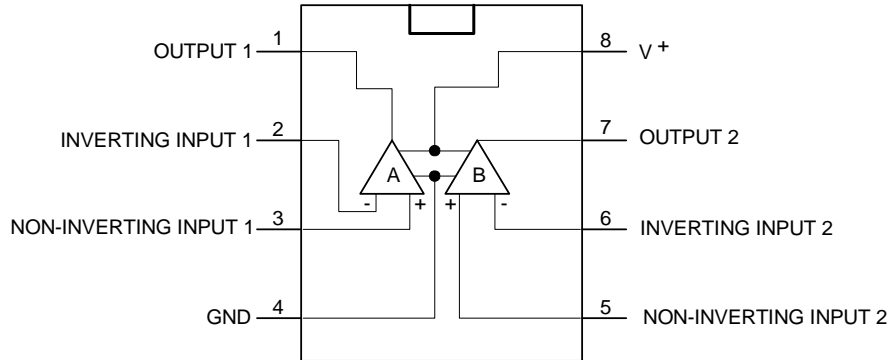 OUTPUT 1 1
8 V+
INVERTING INPUT 1 2
7 OUTPUT 2
A B
- + + -
NON-INVERTING INPUT 1 3
6 INVERTING INPUT 2
GND 4
5 NON-INVERTING INPUT 2